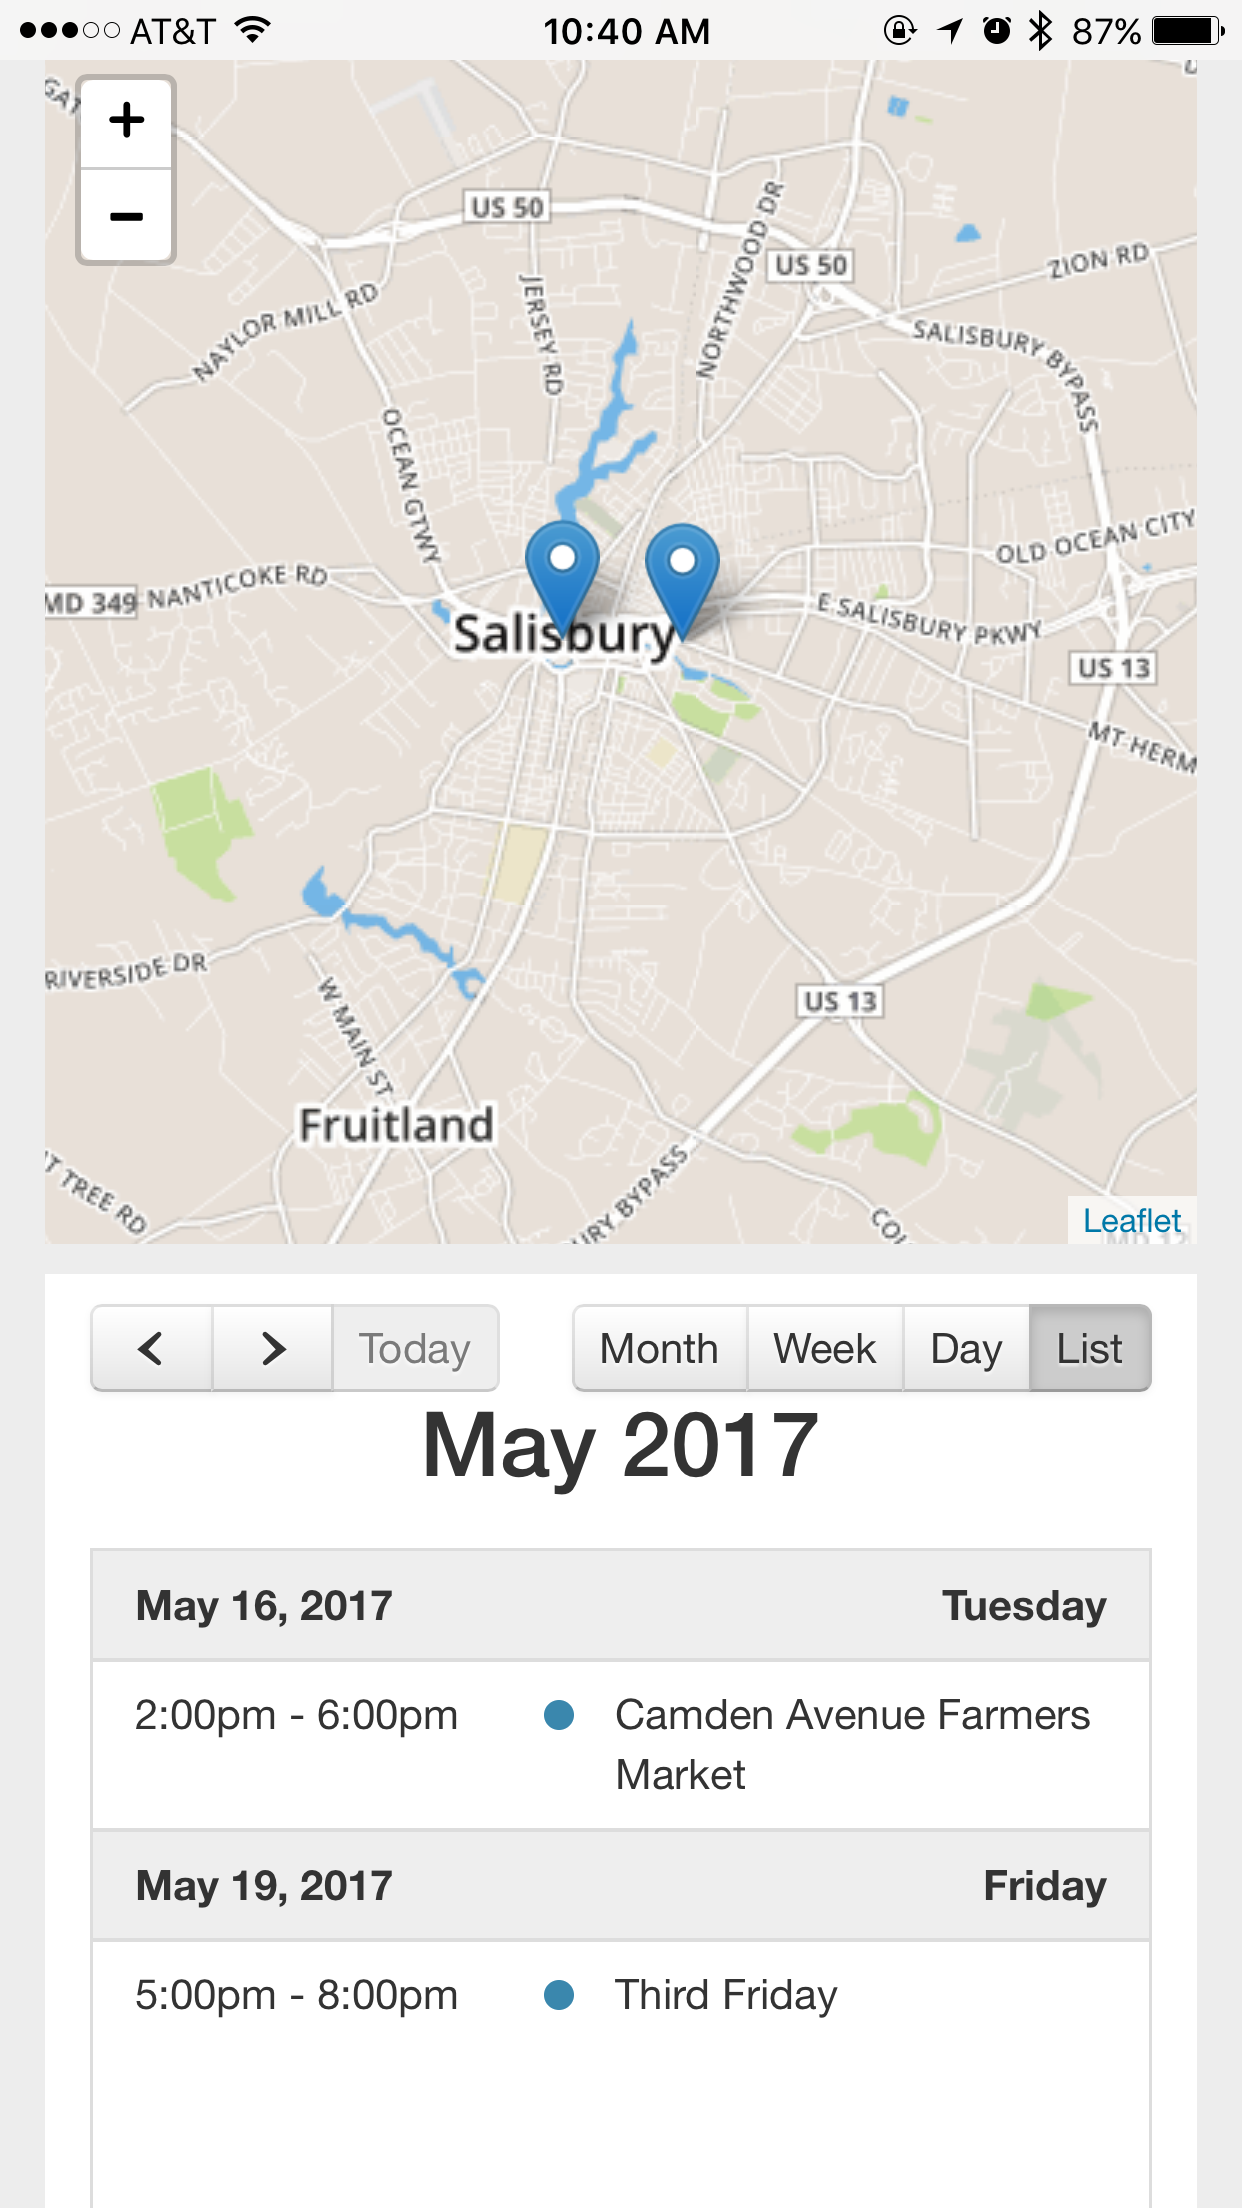 AT&T 10:40 AM 87%
+
−
US 50
US 50
NORTHWOOD DR
ZION RD
JERSEY RD
NAYLOR MILL RD
SALISBURY BYPASS
OCEAN GTWY
OLD OCEAN CITY
MD 349 NANTICOKE RD
E SALISBURY PKWY
Salisbury
US 13
MT HERM
RIVERSIDE DR
W MAIN ST
US 13
Fruitland
T TREE RD
URY BYPASS
COL
Leaflet
< > Today Month Week Day List
May 2017
May 16, 2017 Tuesday
2:00pm - 6:00pm Camden Avenue Farmers
Market
May 19, 2017 Friday
5:00pm - 8:00pm Third Friday